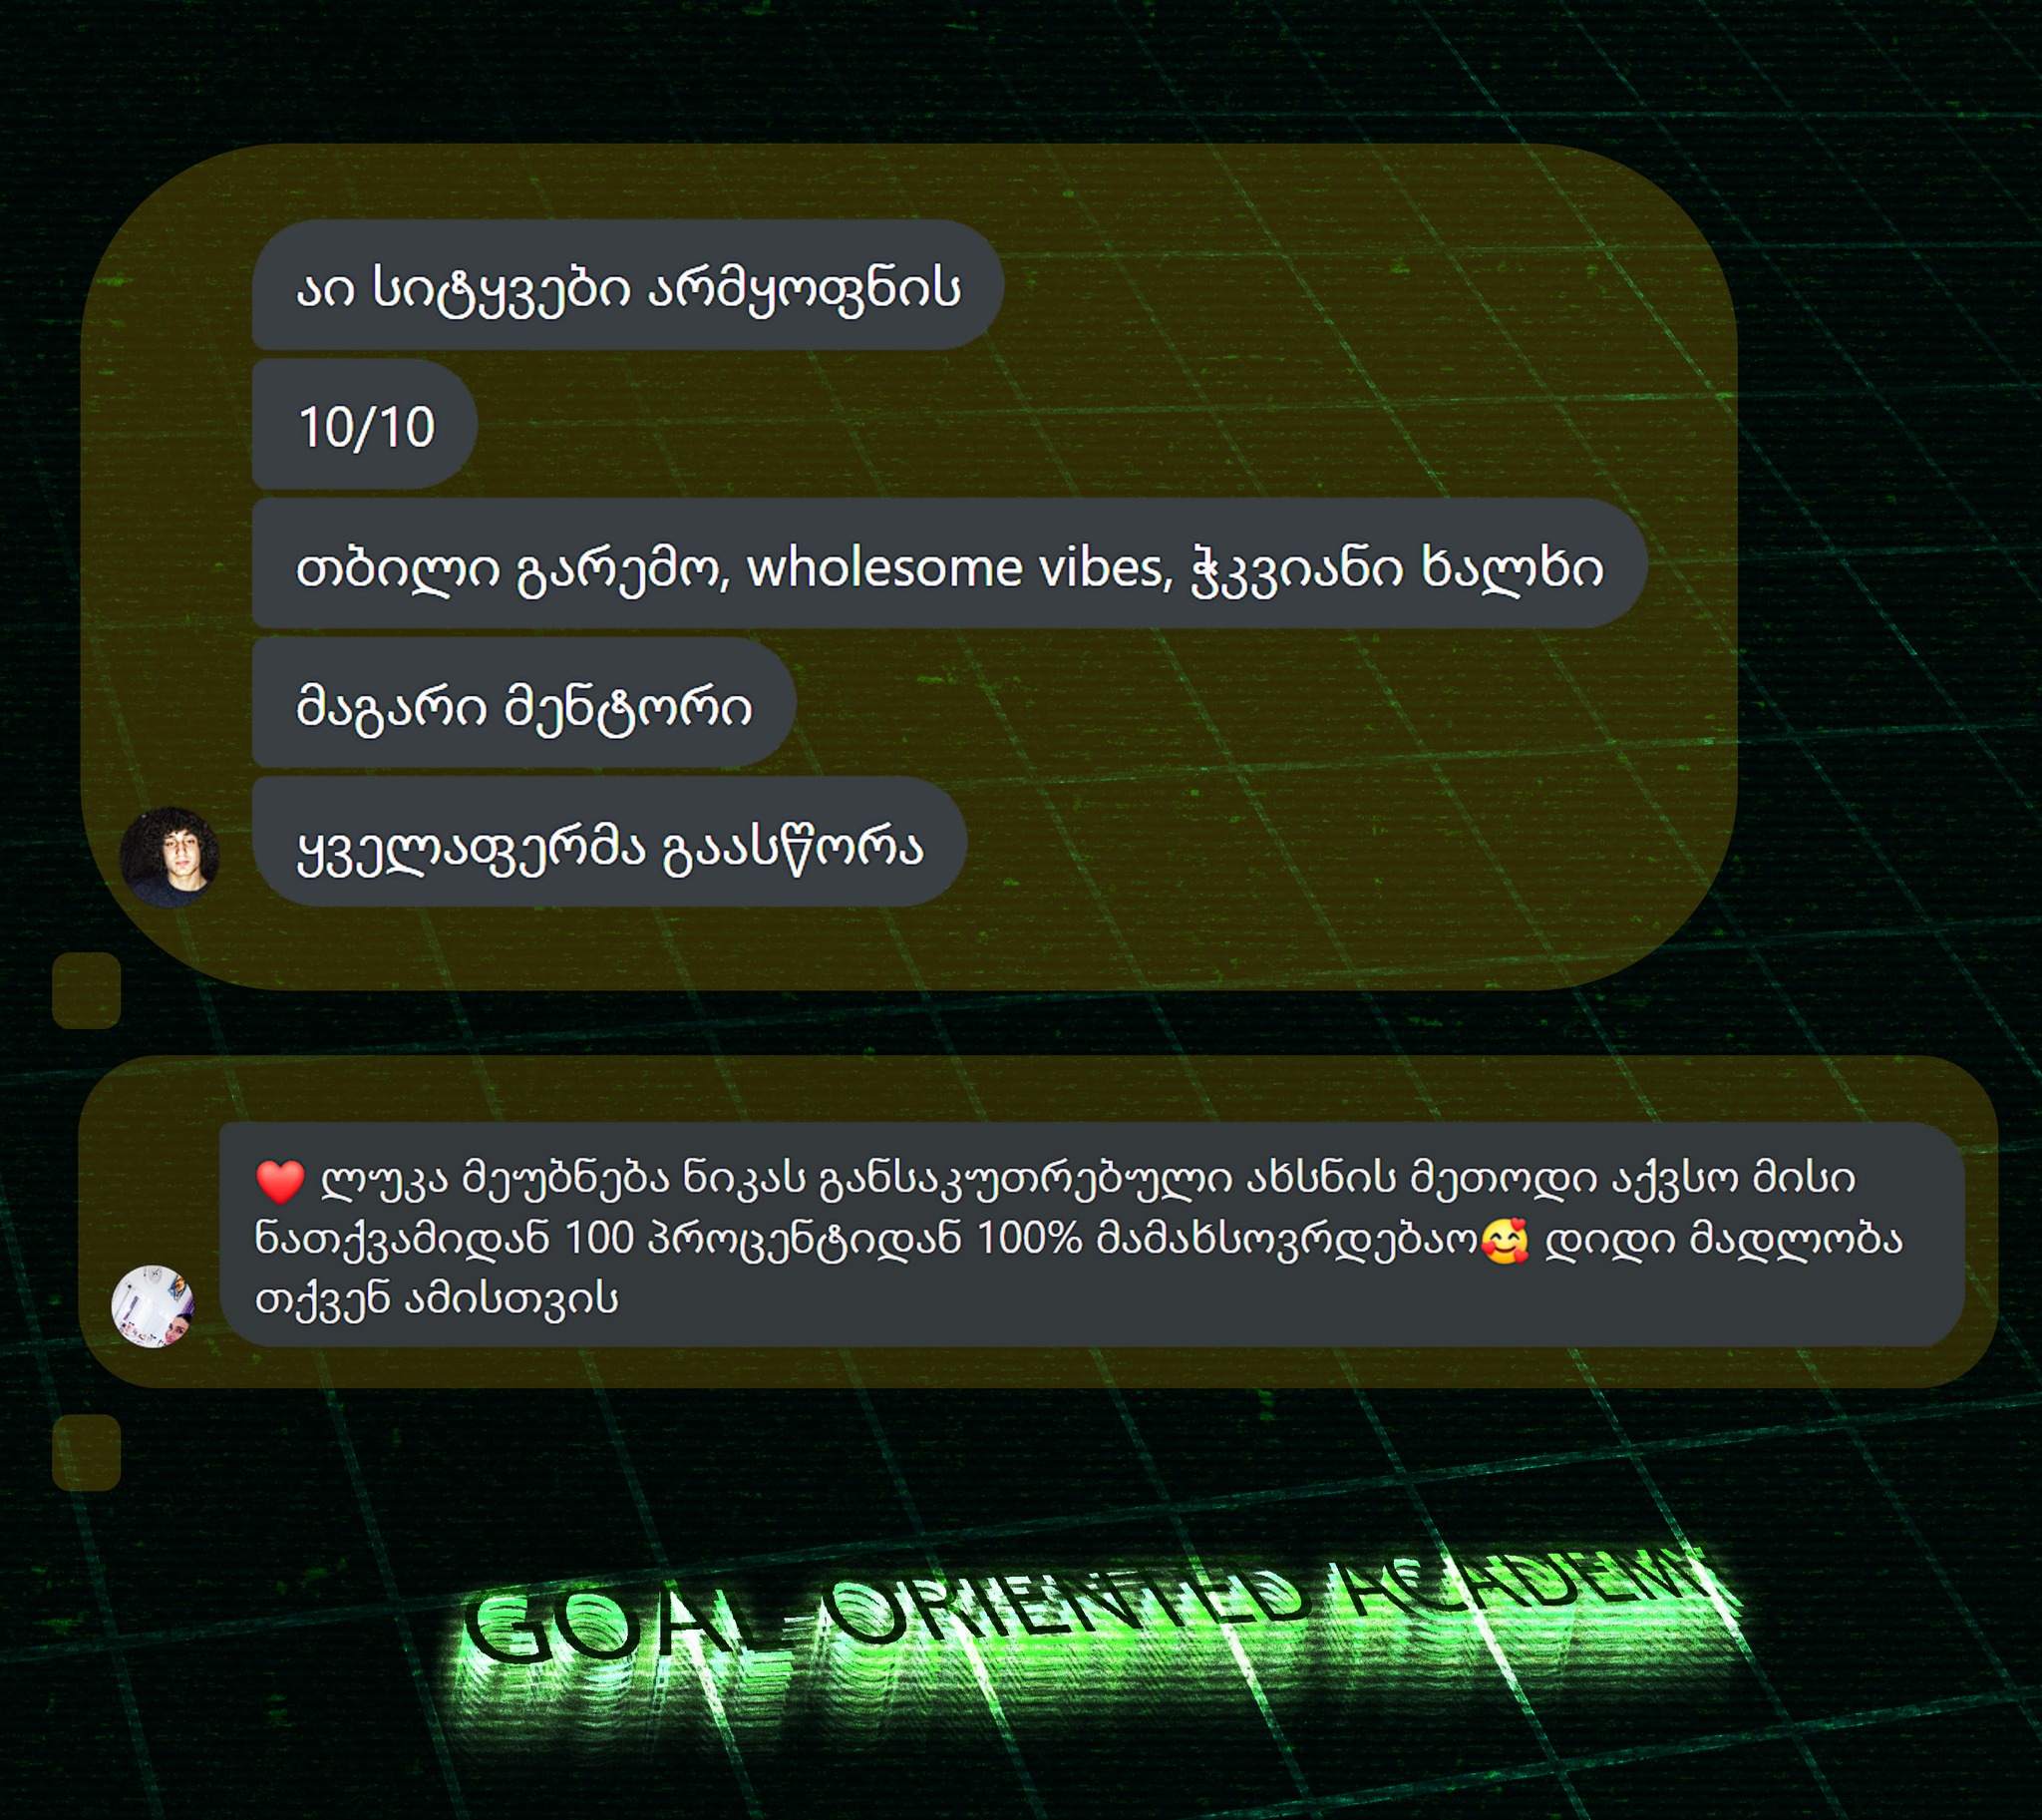 აი სიტყვები არმყოფნის
10/10
თბილი გარემო, wholesome vibes, ჭკვიანი ხალხი
მაგარი მენტორი
ყველაფერმა გაასწორა
❤️ ლუკა მეუბნება ნიკას განსაკუთრებული ახსნის მეთოდი აქვსო მისი
ნათქვამიდან 100 პროცენტიდან 100% მამახსოვრდებაო🥰 დიდი მადლობა
თქვენ ამისთვის
GOAL ORIENTED ACADEMY